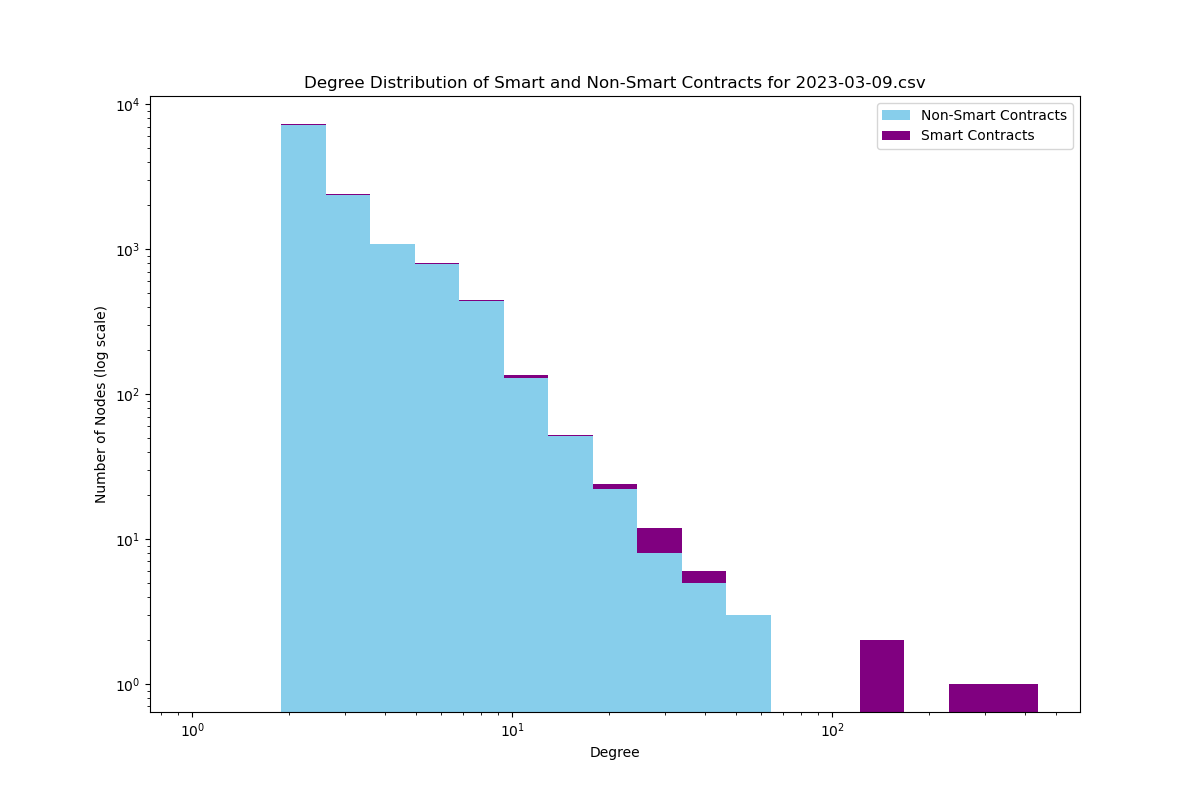 Degree Distribution of Smart and Non-Smart Contracts for 2023-03-09.csv
Non-Smart Contracts
Smart Contracts
Number of Nodes (log scale)
10⁴
10³
10²
10¹
10⁰
10⁰ 10¹ 10²
Degree